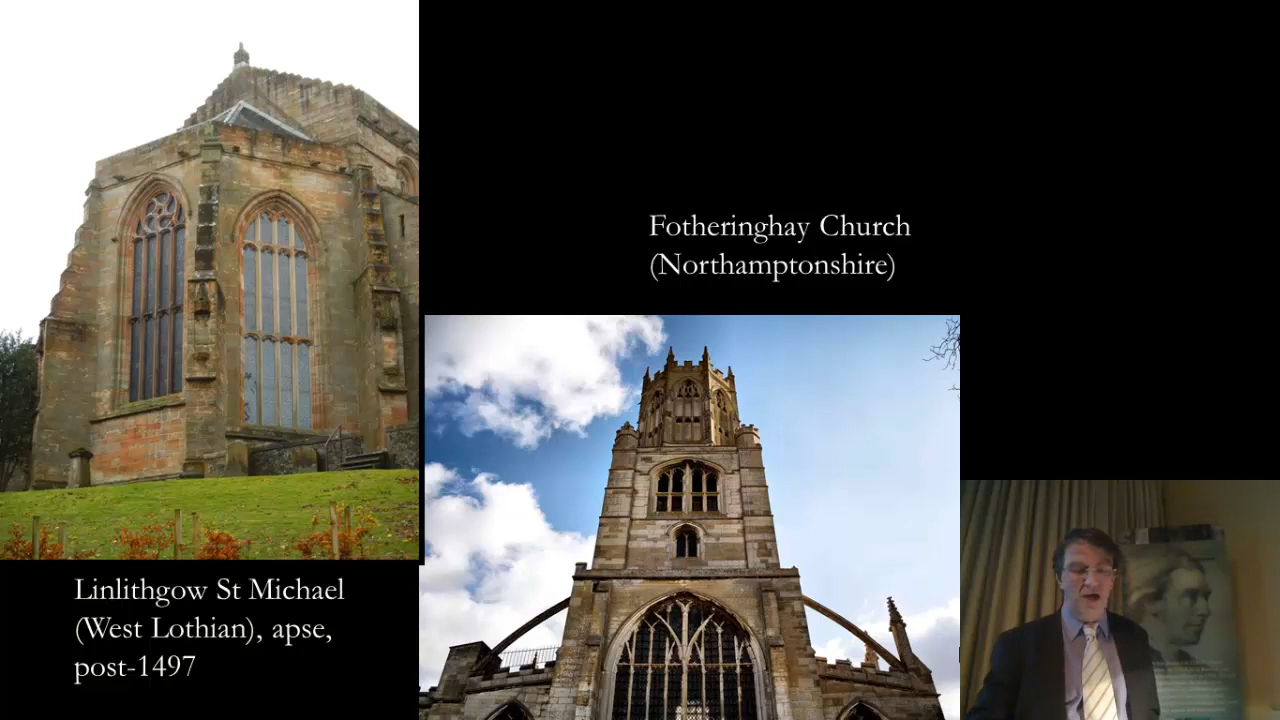 Fotheringhay Church
(Northamptonshire)
Linlithgow St Michael
(West Lothian), apse,
post-1497